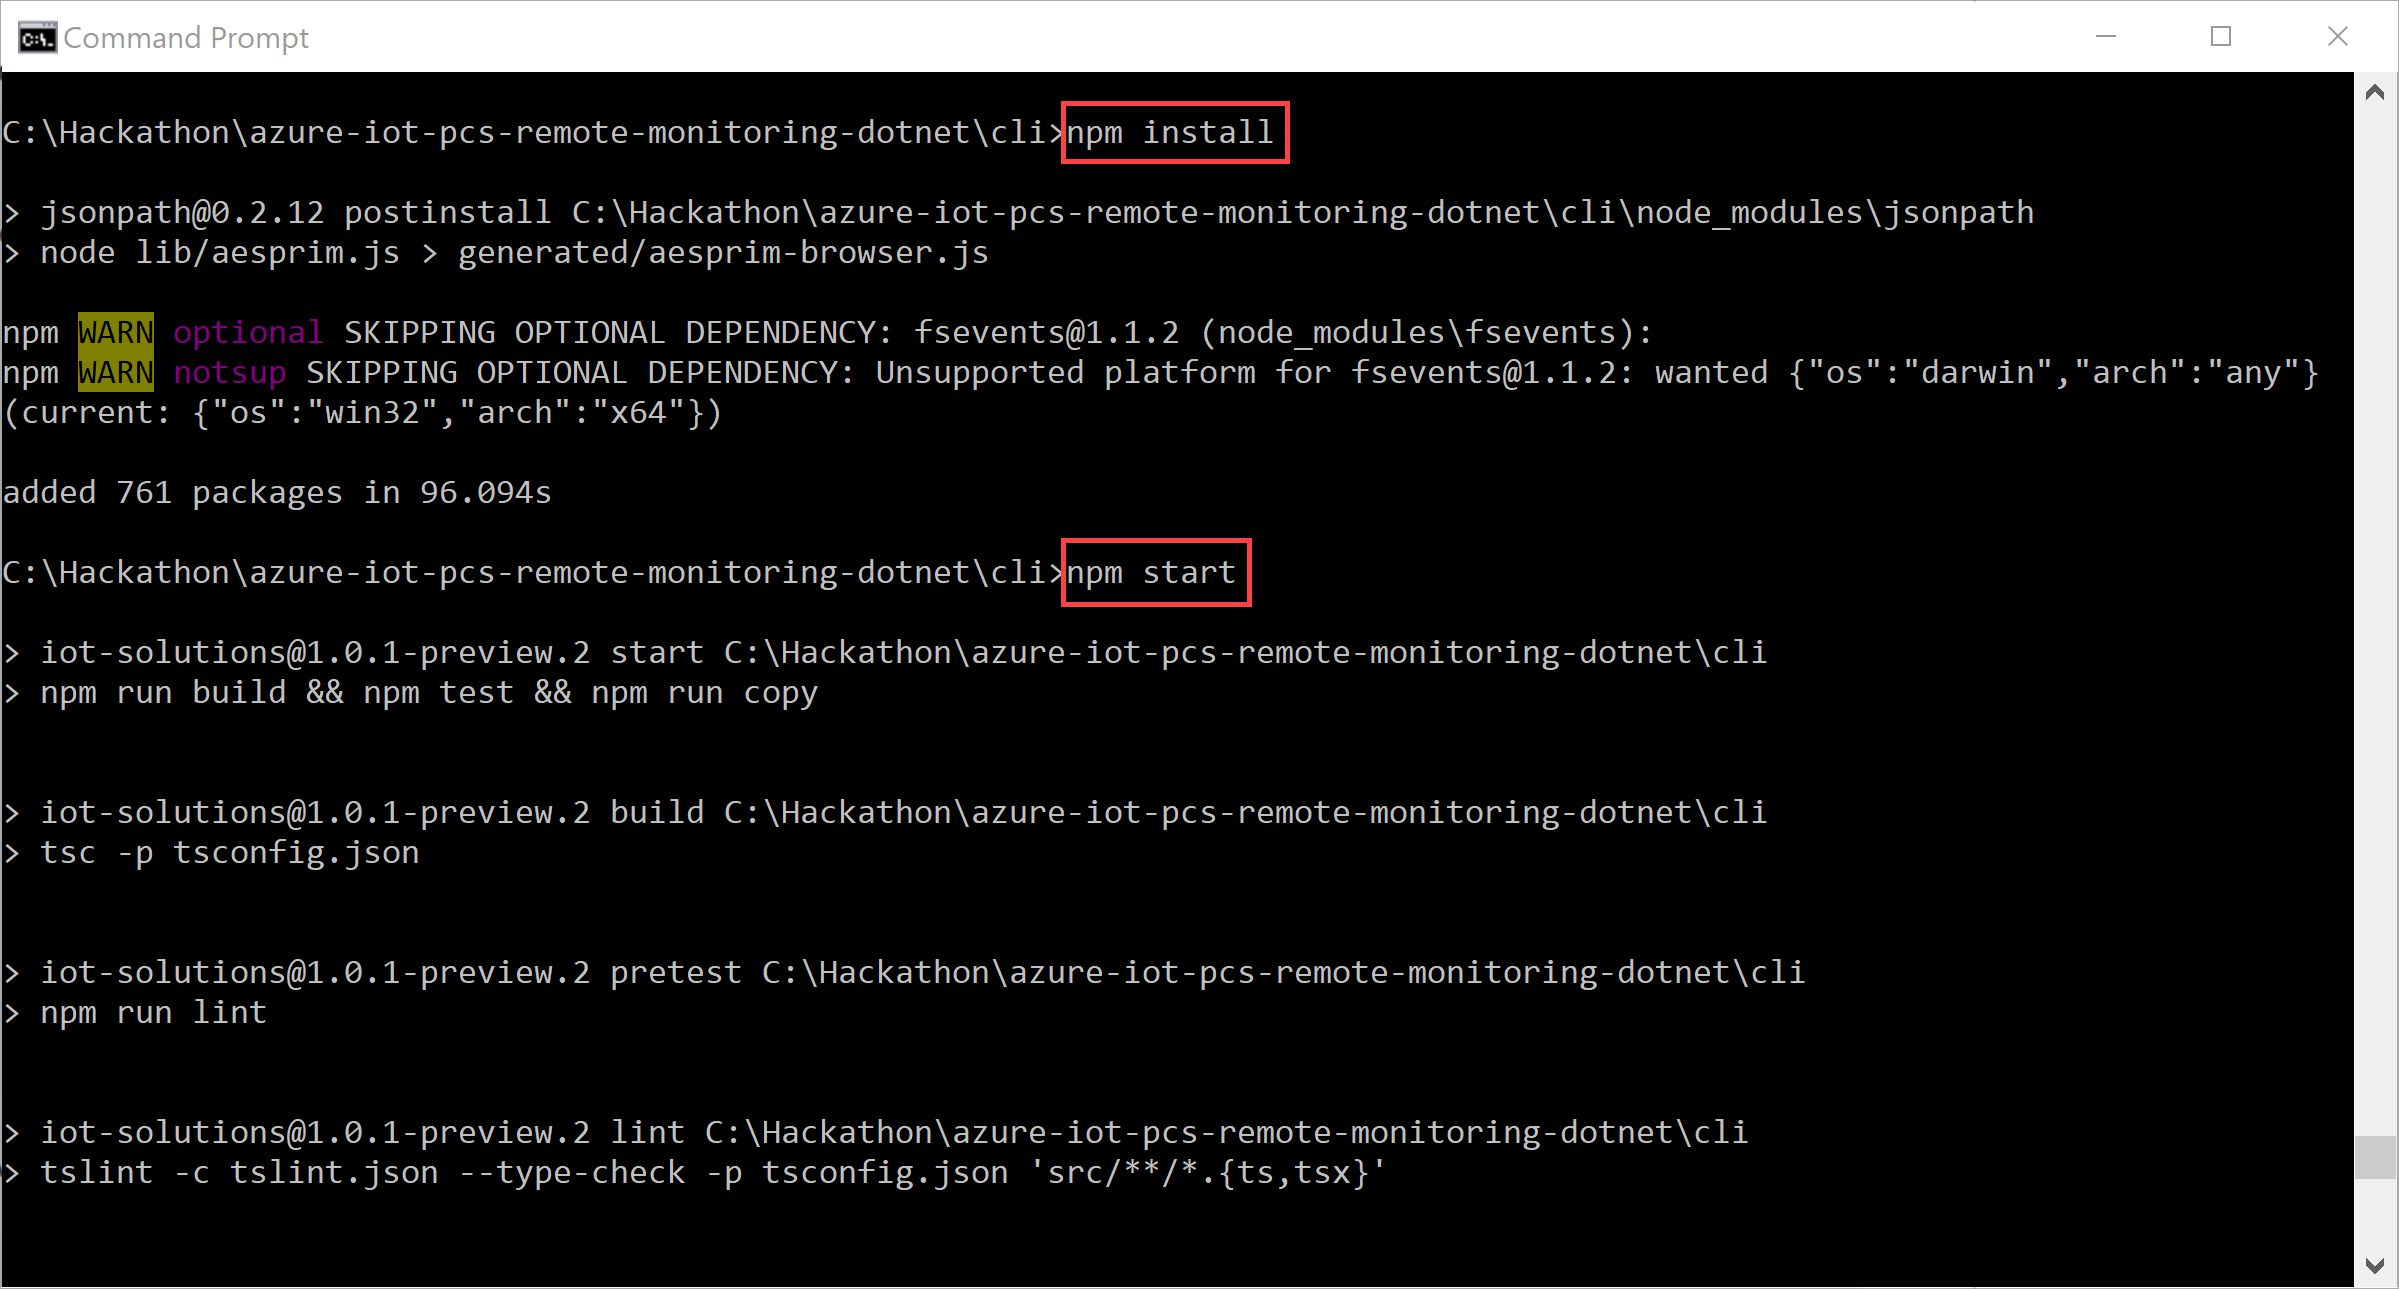 Command Prompt
C:\Hackathon\azure-iot-pcs-remote-monitoring-dotnet\cli>npm install
> jsonpath@0.2.12 postinstall C:\Hackathon\azure-iot-pcs-remote-monitoring-dotnet\cli\node_modules\jsonpath
> node lib/aesprim.js > generated/aesprim-browser.js
npm WARN optional SKIPPING OPTIONAL DEPENDENCY: fsevents@1.1.2 (node_modules\fsevents):
npm WARN notsup SKIPPING OPTIONAL DEPENDENCY: Unsupported platform for fsevents@1.1.2: wanted {"os":"darwin","arch":"any"}
(current: {"os":"win32","arch":"x64"})
added 761 packages in 96.094s
C:\Hackathon\azure-iot-pcs-remote-monitoring-dotnet\cli>npm start
> iot-solutions@1.0.1-preview.2 start C:\Hackathon\azure-iot-pcs-remote-monitoring-dotnet\cli
> npm run build && npm test && npm run copy
> iot-solutions@1.0.1-preview.2 build C:\Hackathon\azure-iot-pcs-remote-monitoring-dotnet\cli
> tsc -p tsconfig.json
> iot-solutions@1.0.1-preview.2 pretest C:\Hackathon\azure-iot-pcs-remote-monitoring-dotnet\cli
> npm run lint
> iot-solutions@1.0.1-preview.2 lint C:\Hackathon\azure-iot-pcs-remote-monitoring-dotnet\cli
> tslint -c tslint.json --type-check -p tsconfig.json 'src/**/*.{ts,tsx}'